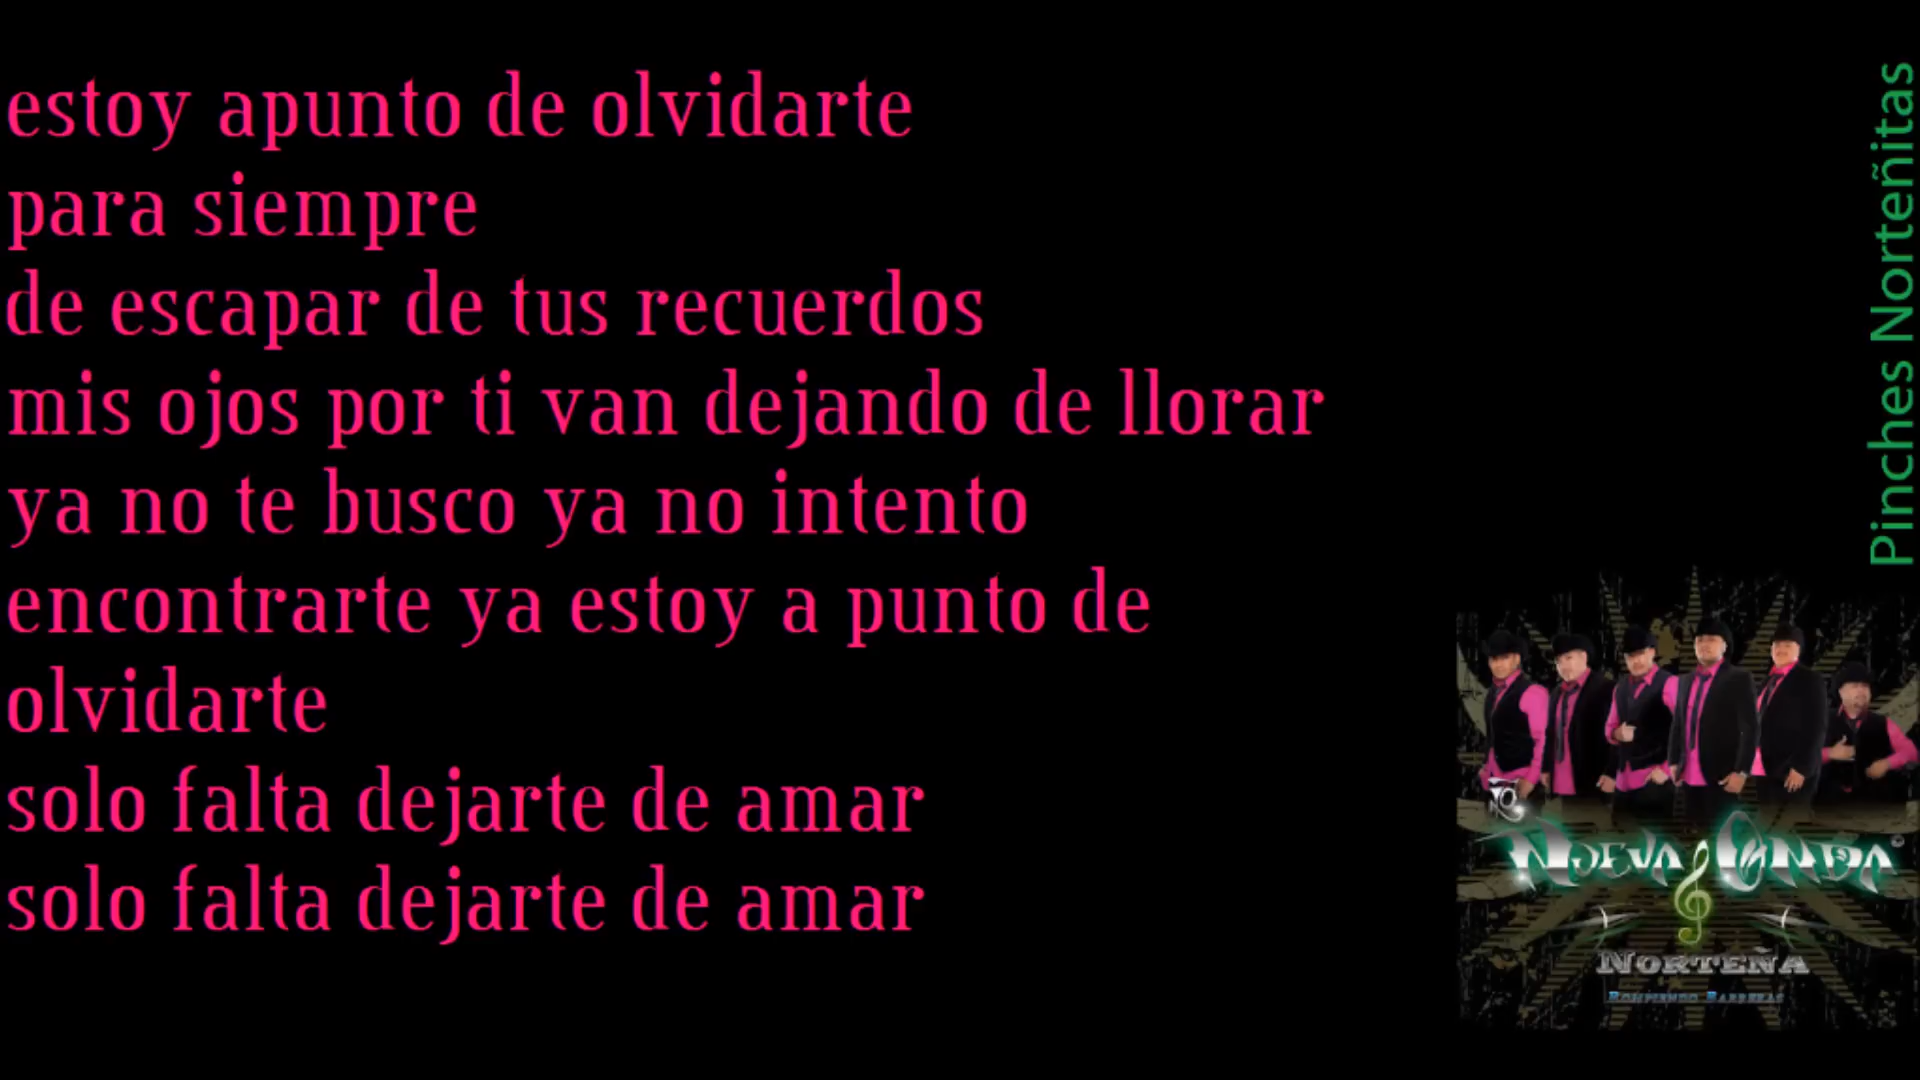 estoy apunto de olvidarte
para siempre
de escapar de tus recuerdos
mis ojos por ti van dejando de llorar
ya no te busco ya no intento
encontrarte ya estoy a punto de
olvidarte
solo falta dejarte de amar
solo falta dejarte de amar
Pinches Norteñitas
Nueva Onda
Norteña
Rompiendo Barreras